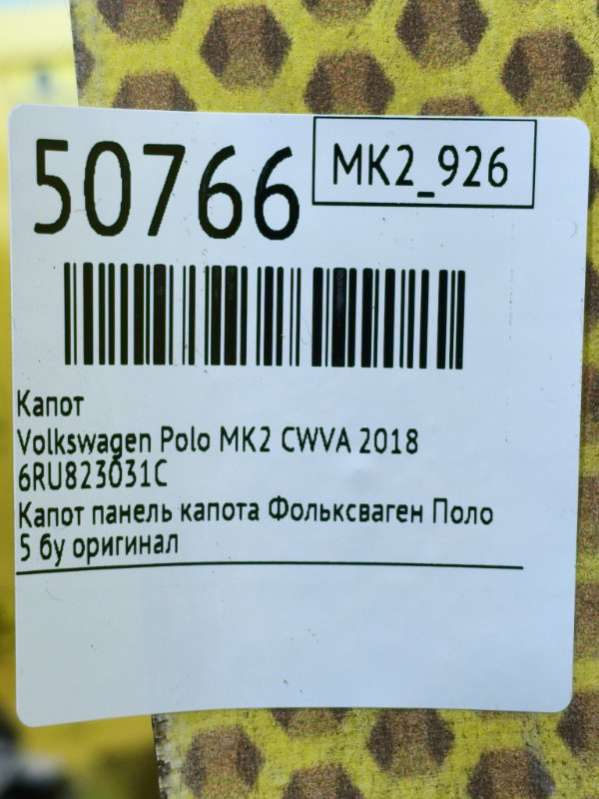 50766
MK2_926
Капот
Volkswagen Polo MK2 CWVA 2018
6RU823031C
Капот панель капота Фольксваген Поло
5 бу оригинал